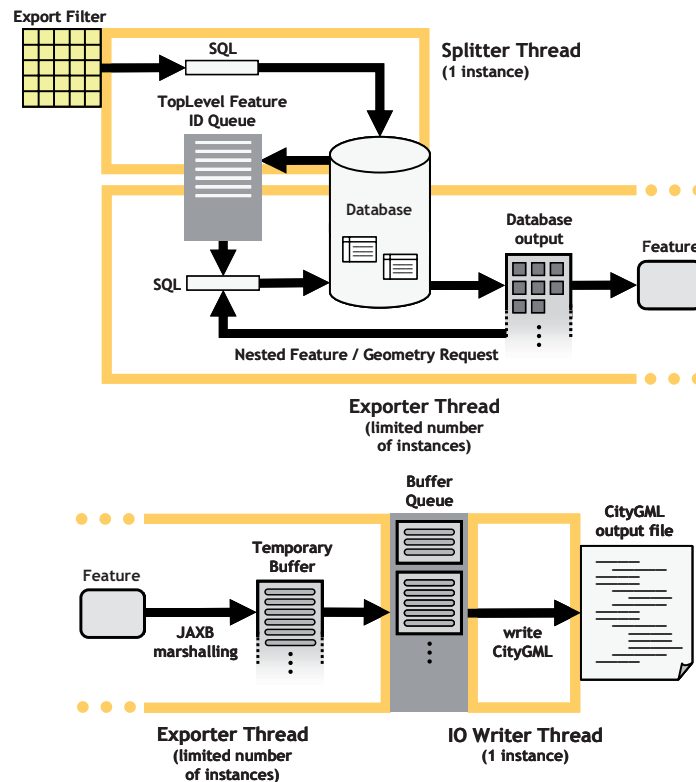 Export Filter
SQL
Splitter Thread
(1 instance)
TopLevel Feature
ID Queue
Database
Database
output
Feature
SQL
Nested Feature / Geometry Request
Exporter Thread
(limited number
of instances)
Buffer
Queue
CityGML
output file
Temporary
Buffer
Feature
JAXB
marshalling
write
CityGML
Exporter Thread
(limited number
of instances)
IO Writer Thread
(1 instance)